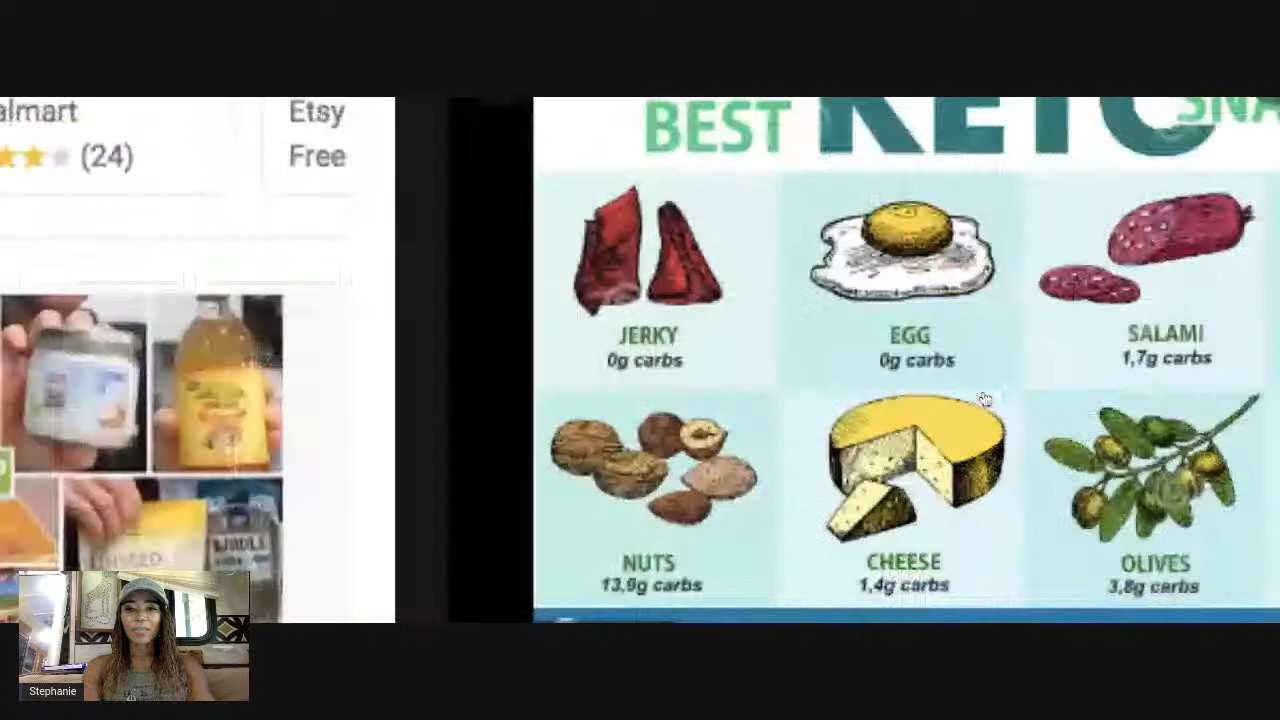 almart
(24)
Etsy
Free
BEST KETO SNA
JERKY
0g carbs
EGG
0g carbs
SALAMI
1,7g carbs
NUTS
13,9g carbs
CHEESE
1,4g carbs
OLIVES
3,8g carbs
Stephanie